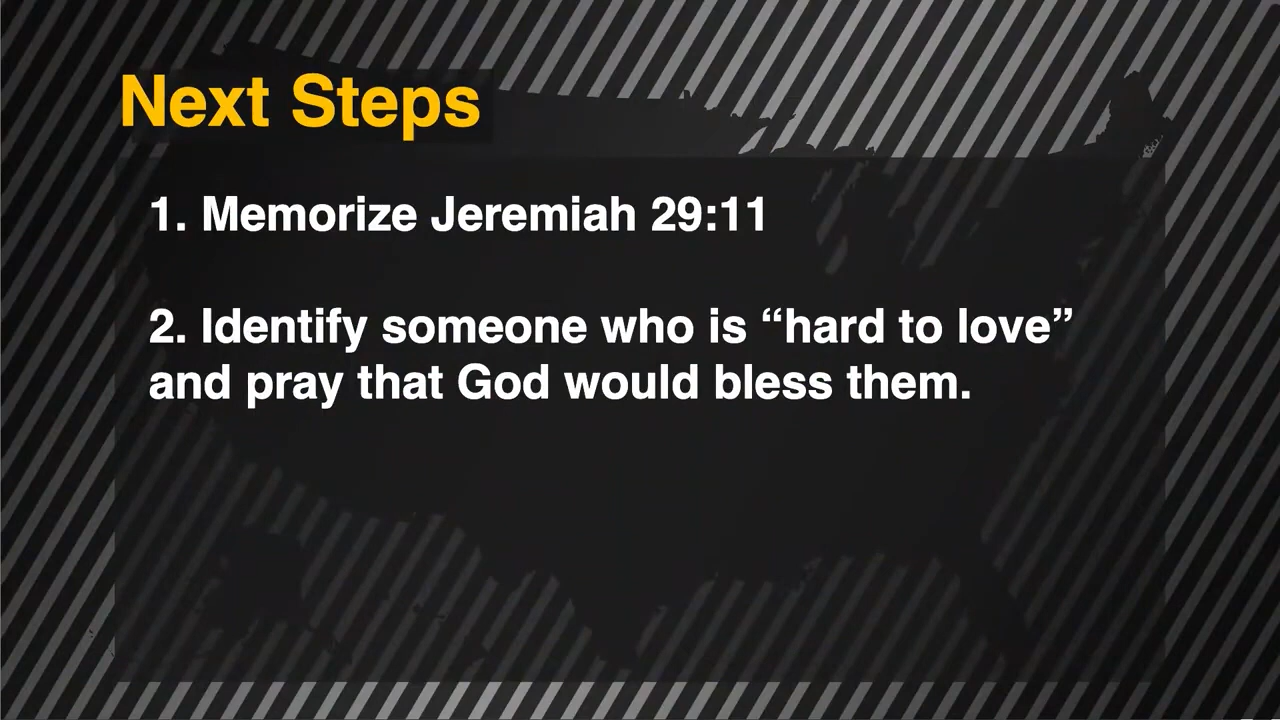 Next Steps
1. Memorize Jeremiah 29:11
2. Identify someone who is “hard to love”
and pray that God would bless them.